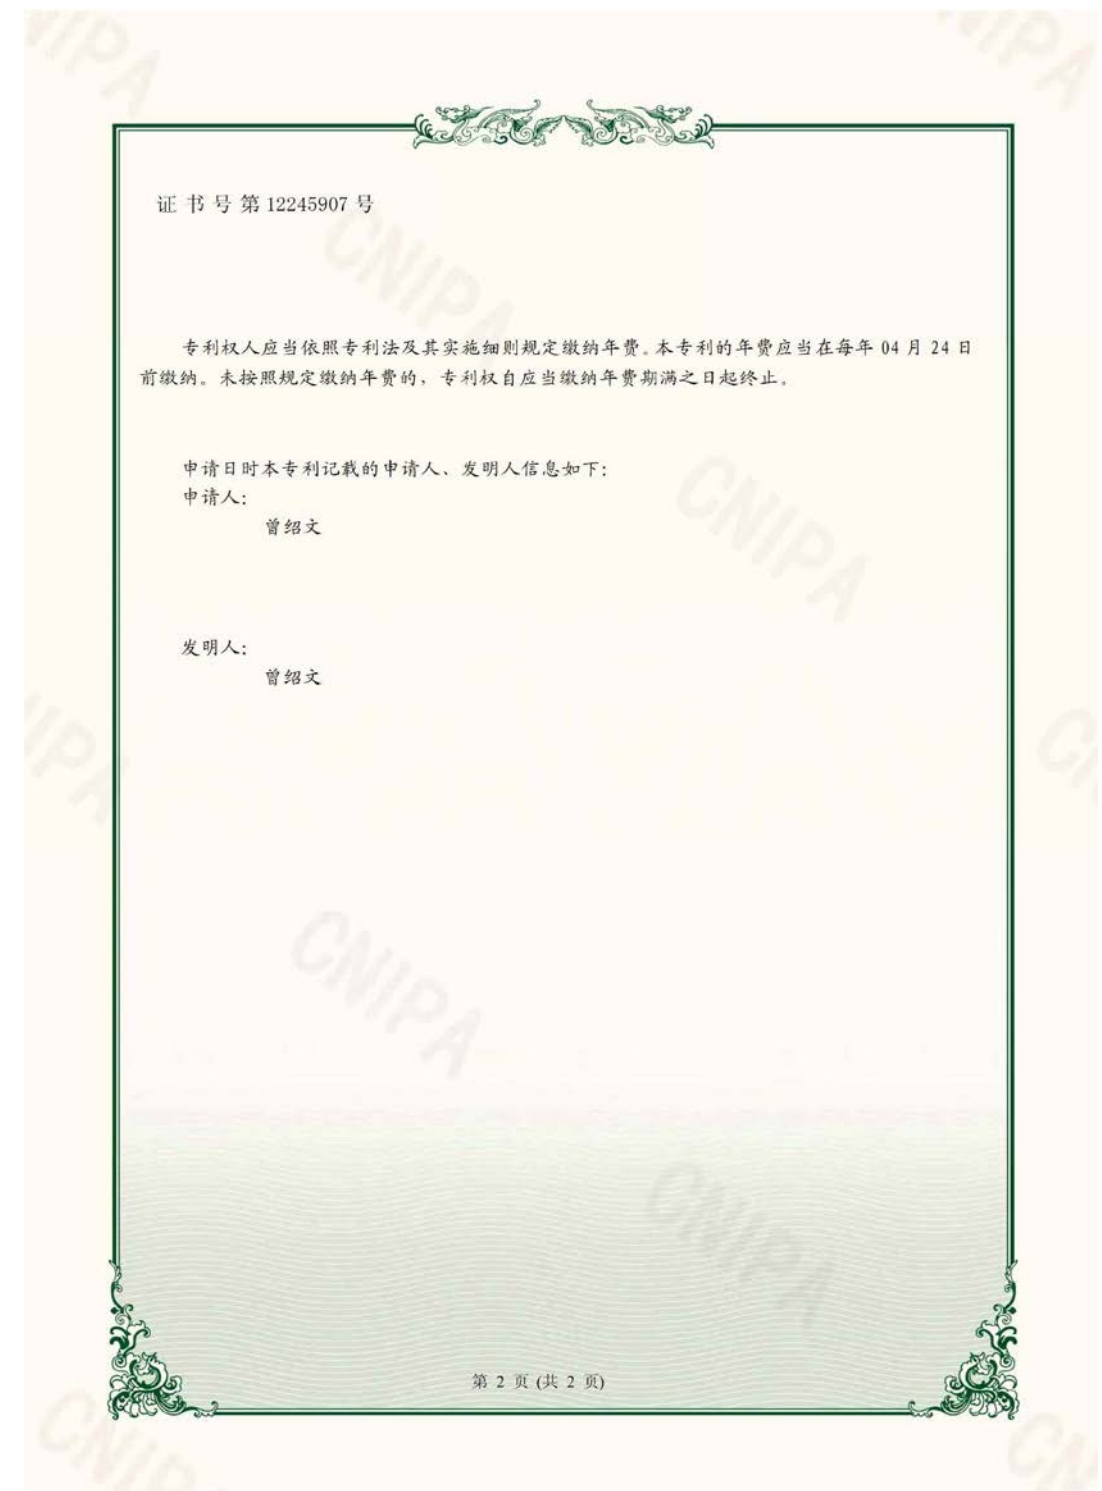 证书号第12245907号
专利权人应当依照专利法及其实施细则规定缴纳年费。本专利的年费应当在每年 04 月 24 日
前缴纳。未按照规定缴纳年费的，专利权自应当缴纳年费期满之日起终止。
申请日时本专利记载的申请人、发明人信息如下：
申请人：
曾绍文
发明人：
曾绍文
第 2 页 (共 2 页)
CNIPA
CNIPA
CNIPA
CNIPA